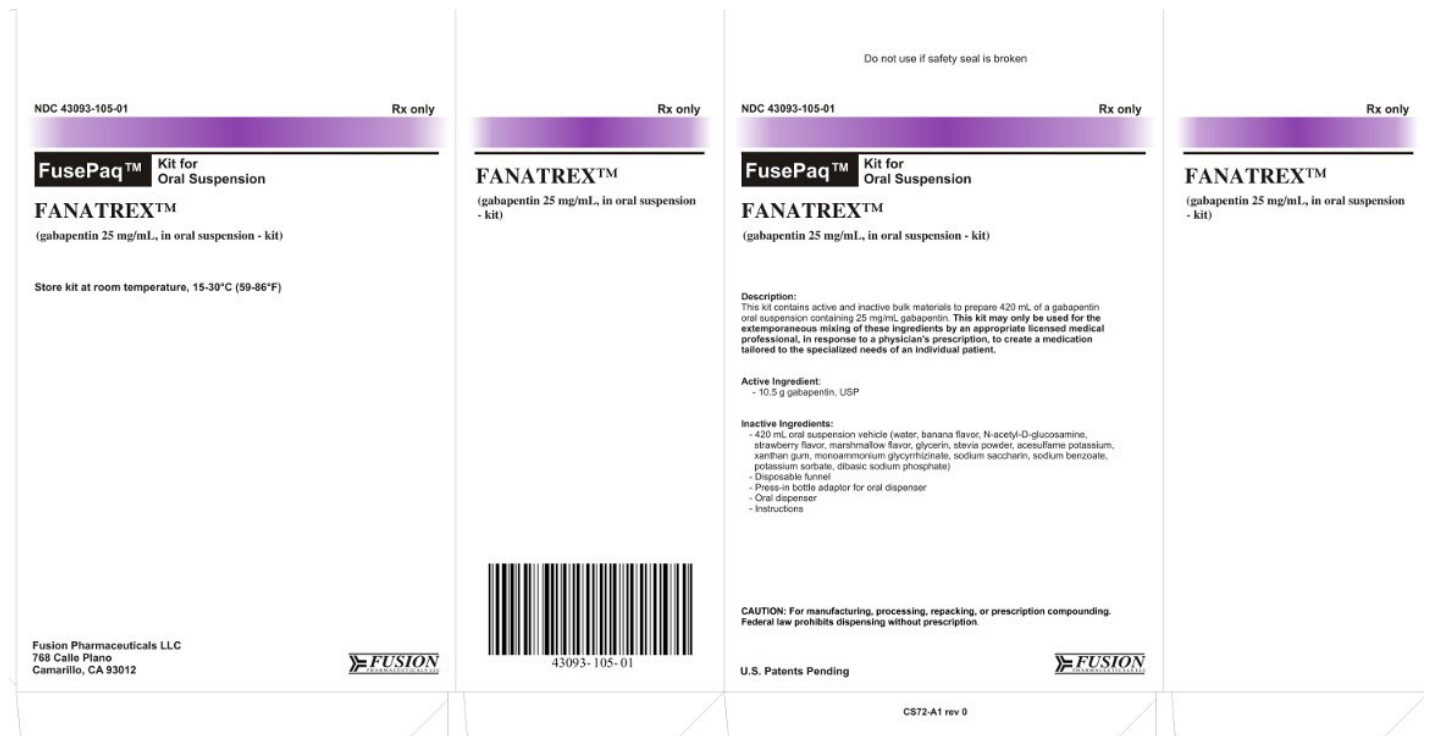 NDC 43093-105-01 Rx only
FusePaq™ Kit for
Oral Suspension
FANATREX™
(gabapentin 25 mg/mL, in oral suspension - kit)
Store kit at room temperature, 15-30°C (59-86°F)
Fusion Pharmaceuticals LLC
768 Calle Plano
Camarillo, CA 93012
FUSION
PHARMACEUTICALS LLC
Rx only
FANATREX™
(gabapentin 25 mg/mL, in oral suspension
- kit)
43093-105-01
Do not use if safety seal is broken
NDC 43093-105-01 Rx only
FusePaq™ Kit for
Oral Suspension
FANATREX™
(gabapentin 25 mg/mL, in oral suspension - kit)
Description:
This kit contains active and inactive bulk materials to prepare 420 mL of a gabapentin
oral suspension containing 25 mg/mL gabapentin. This kit may only be used for the
extemporaneous mixing of these ingredients by an appropriate licensed medical
professional, in response to a physician's prescription, to create a medication
tailored to the specialized needs of an individual patient.
Active Ingredient:
- 10.5 g gabapentin, USP
Inactive Ingredients:
- 420 mL oral suspension vehicle (water, banana flavor, N-acetyl-D-glucosamine,
strawberry flavor, marshmallow flavor, glycerin, stevia powder, acesulfame potassium,
xanthan gum, monoammonium glycyrrhizinate, sodium saccharin, sodium benzoate,
potassium sorbate, dibasic sodium phosphate)
- Disposable funnel
- Press-in bottle adaptor for oral dispenser
- Oral dispenser
- Instructions
CAUTION: For manufacturing, processing, repacking, or prescription compounding.
Federal law prohibits dispensing without prescription.
U.S. Patents Pending
FUSION
PHARMACEUTICALS LLC
CS72-A1 rev 0
Rx only
FANATREX™
(gabapentin 25 mg/mL, in oral suspension
- kit)